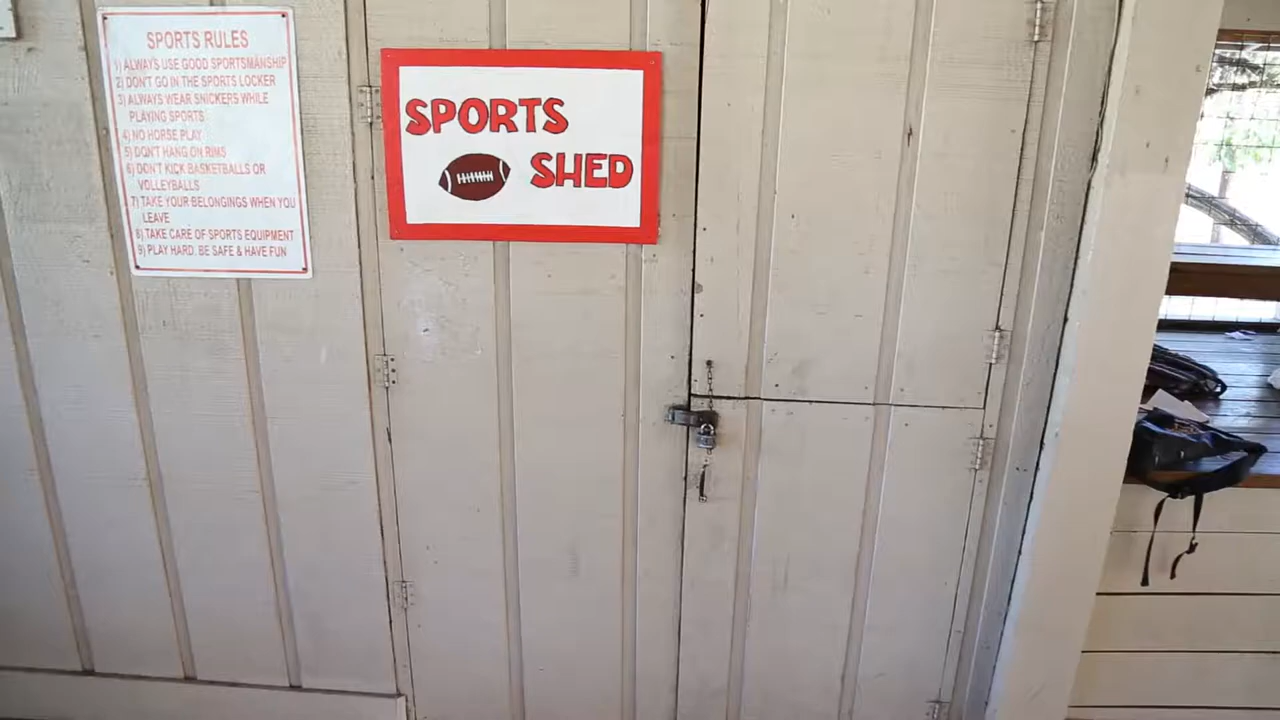 SPORTS RULES
1) ALWAYS USE GOOD SPORTSMANSHIP
2) DON'T GO IN THE SPORTS LOCKER
3) ALWAYS WEAR SNICKERS WHILE
PLAYING SPORTS
4) NO HORSE PLAY
5) DON'T HANG ON RIMS
6) DON'T KICK BASKETBALLS OR
VOLLEYBALLS
7) TAKE YOUR BELONGINGS WHEN YOU
LEAVE
8) TAKE CARE OF SPORTS EQUIPMENT
9) PLAY HARD, BE SAFE & HAVE FUN
SPORTS
SHED